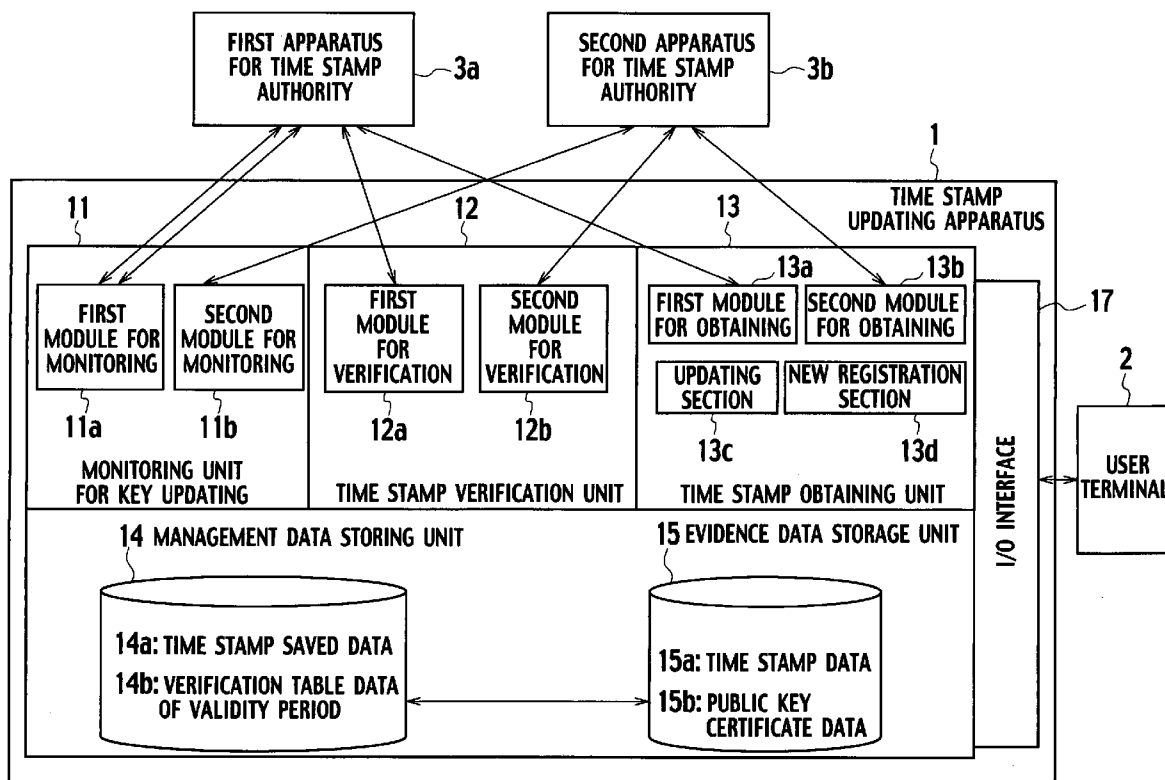 FIRST APPARATUS
FOR TIME STAMP
AUTHORITY
3a
SECOND APPARATUS
FOR TIME STAMP
AUTHORITY
3b
1
TIME STAMP
UPDATING APPARATUS
11
12
13
FIRST
MODULE FOR
MONITORING
11a
SECOND
MODULE FOR
MONITORING
11b
MONITORING UNIT
FOR KEY UPDATING
FIRST
MODULE
FOR
VERIFICATION
12a
SECOND
MODULE
FOR
VERIFICATION
12b
TIME STAMP VERIFICATION UNIT
13a
FIRST MODULE
FOR OBTAINING
13b
SECOND MODULE
FOR OBTAINING
UPDATING
SECTION
13c
NEW REGISTRATION
SECTION
13d
TIME STAMP OBTAINING UNIT
17
I/O INTERFACE
2
USER
TERMINAL
14 MANAGEMENT DATA STORING UNIT
14a: TIME STAMP SAVED DATA
14b: VERIFICATION TABLE DATA
OF VALIDITY PERIOD
15 EVIDENCE DATA STORAGE UNIT
15a: TIME STAMP DATA
15b: PUBLIC KEY
CERTIFICATE DATA